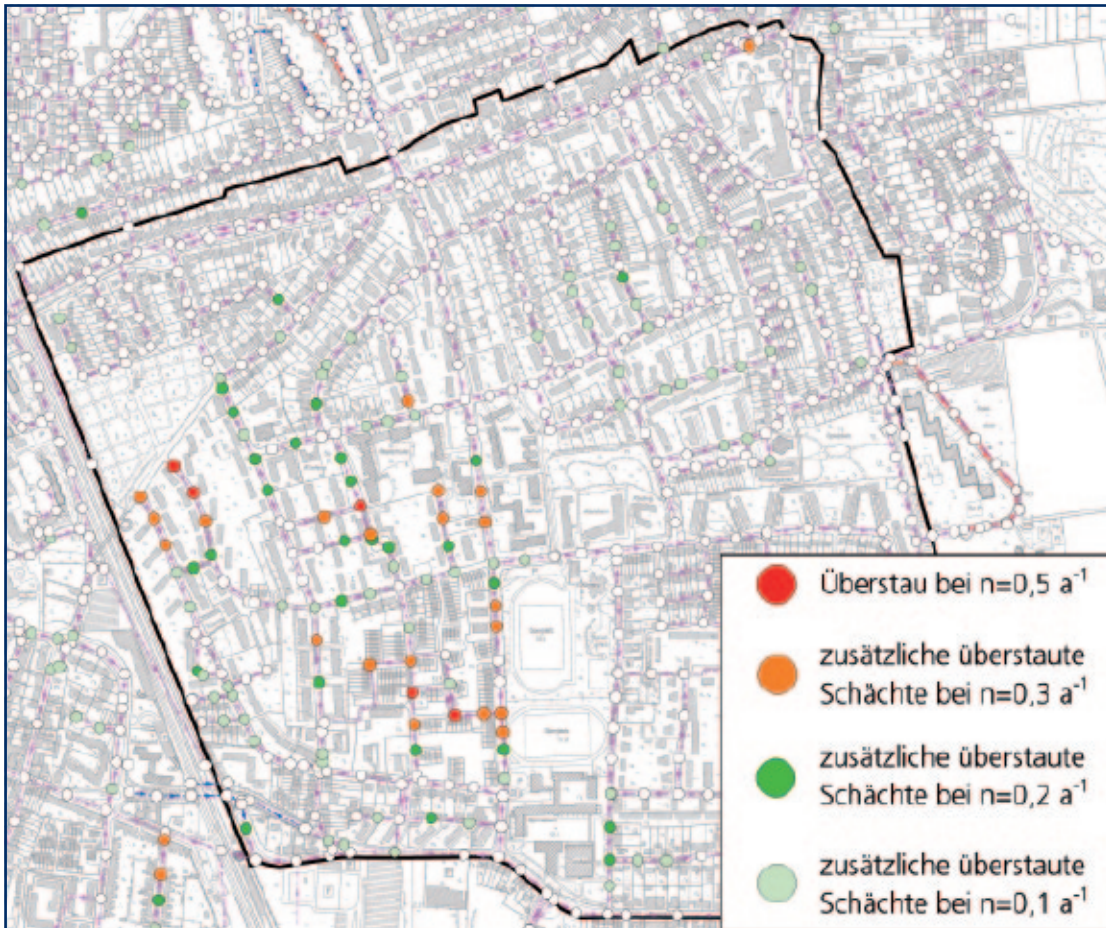 Überstau bei n=0,5 a⁻¹
zusätzliche überstaute
Schächte bei n=0,3 a⁻¹
zusätzliche überstaute
Schächte bei n=0,2 a⁻¹
zusätzliche überstaute
Schächte bei n=0,1 a⁻¹